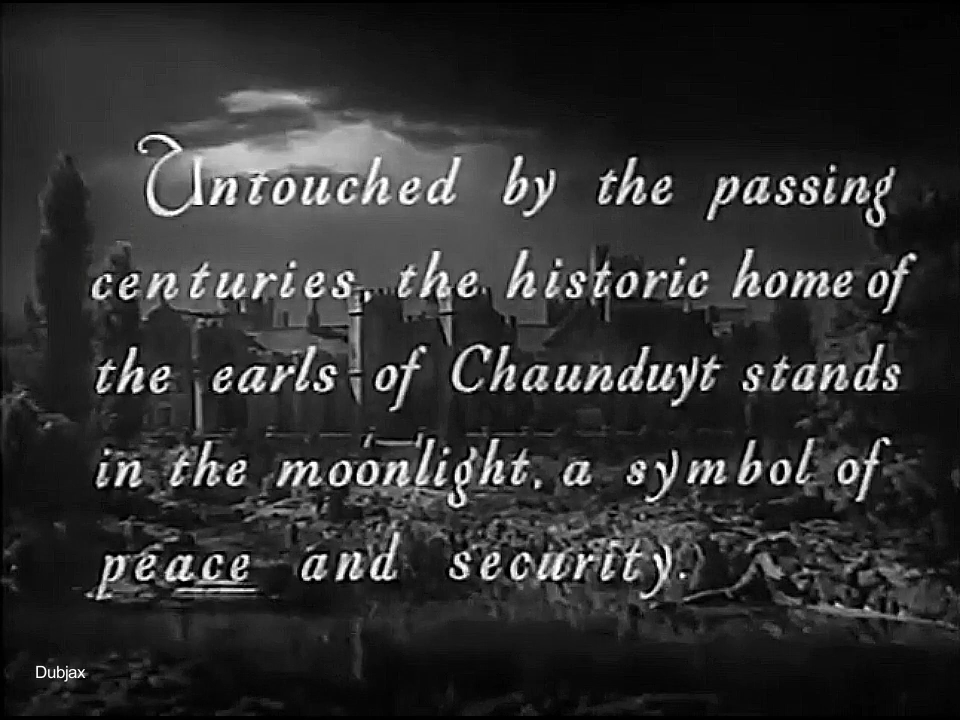 Untouched by the passing
centuries, the historic home of
the earls of Chaunduyt stands
in the moonlight, a symbol of
peace and security.
Dubjax